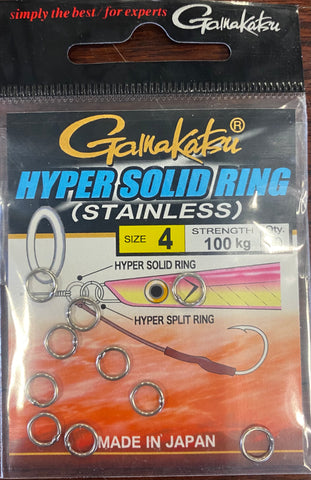 simply the best / for experts
Gamakatsu
Gamakatsu®
HYPER SOLID RING
(STAINLESS)
SIZE 4 STRENGTH 100 kg Qty.
HYPER SOLID RING
HYPER SPLIT RING
MADE IN JAPAN